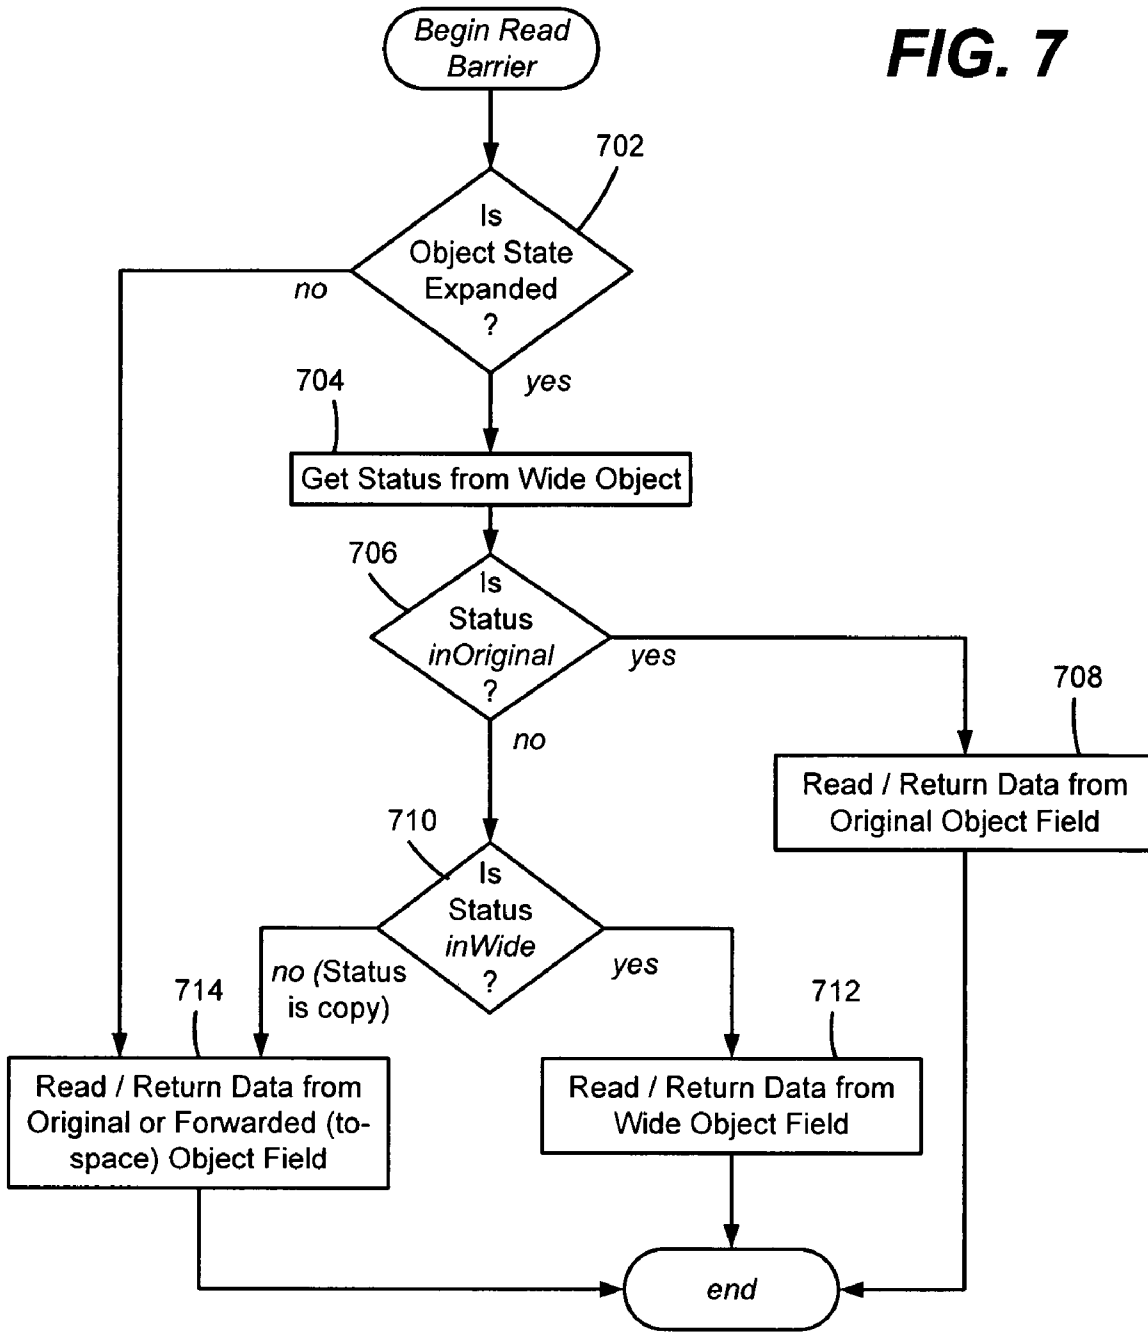 Begin Read
Barrier
FIG. 7
702
Is
Object State
Expanded
?
no
yes
704
Get Status from Wide Object
706
Is
Status
inOriginal
?
yes
no
708
Read / Return Data from
Original Object Field
710
Is
Status
inWide
?
no (Status
is copy)
yes
714
Read / Return Data from
Original or Forwarded (to-
space) Object Field
712
Read / Return Data from
Wide Object Field
end